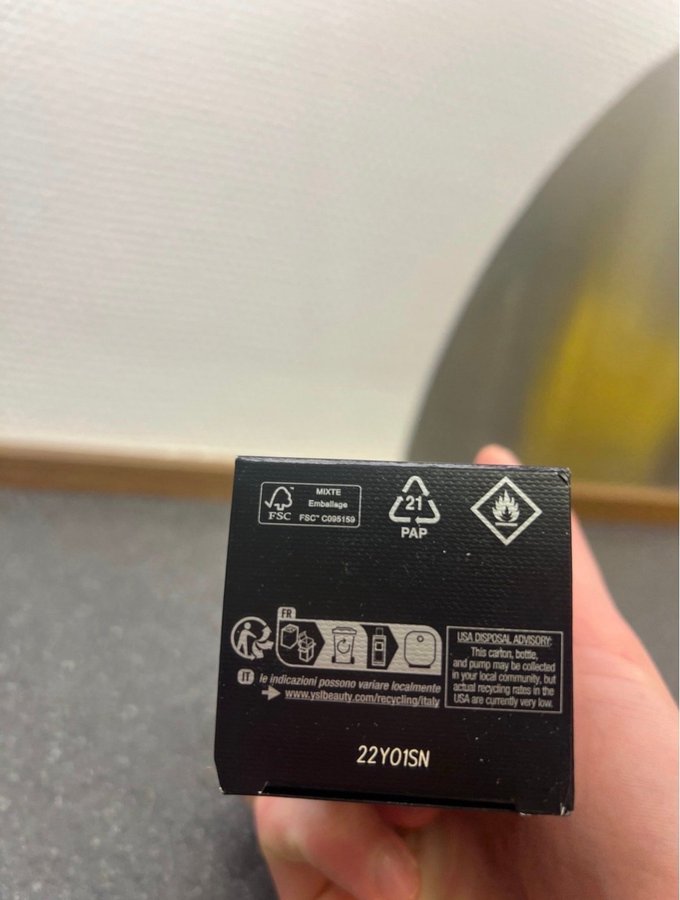 FSC
MIXTE
Emballage
FSC™ C095159
21
PAP
FR
IT le indicazioni possono variare localmente
www.yslbeauty.com/recycling/italy
USA DISPOSAL ADVISORY:
This carton, bottle,
and pump may be collected
in your local community, but
actual recycling rates in the
USA are currently very low.
22Y01SN